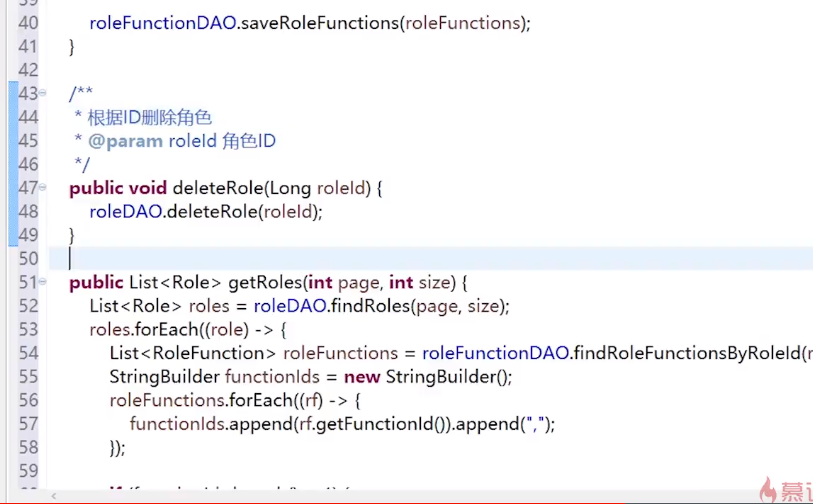 40 roleFunctionDAO.saveRoleFunctions(roleFunctions);
41 }
42
43 /**
44 * 根据ID删除角色
45 * @param roleId 角色ID
46 */
47 public void deleteRole(Long roleId) {
48 roleDAO.deleteRole(roleId);
49 }
50
51 public List<Role> getRoles(int page, int size) {
52 List<Role> roles = roleDAO.findRoles(page, size);
53 roles.forEach((role) -> {
54 List<RoleFunction> roleFunctions = roleFunctionDAO.findRoleFunctionsByRoleId(
55 StringBuilder functionIds = new StringBuilder();
56 roleFunctions.forEach((rf) -> {
57 functionIds.append(rf.getFunctionId()).append(",");
58 });
59
慕